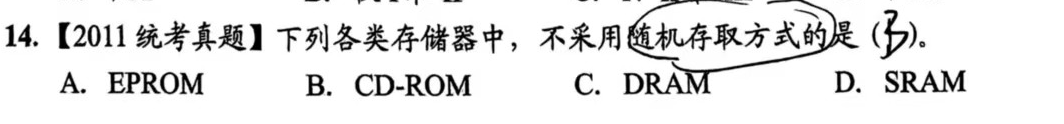 14.【2011 统考真题】下列各类存储器中，不采用随机存取方式的是（B）。
A. EPROM B. CD-ROM C. DRAM D. SRAM